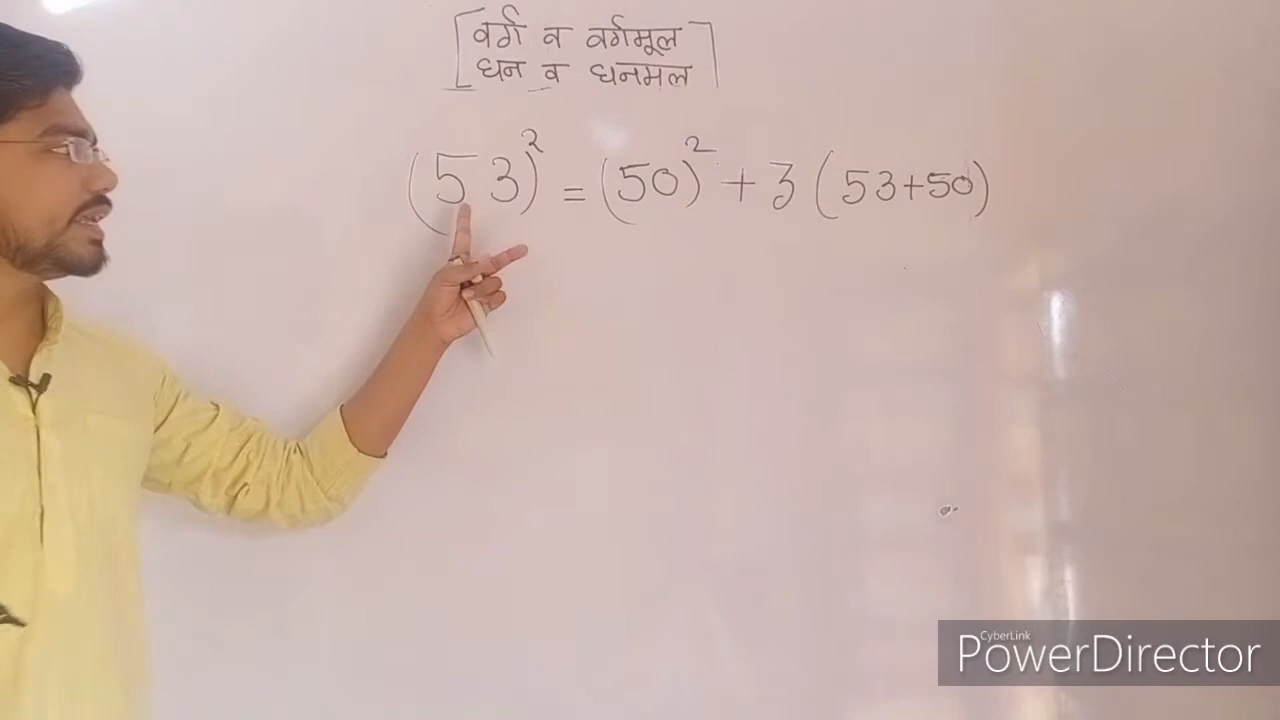 [वर्ग व वर्गमूल
घन व घनमल]
(53)² = (50)² + 3 (53+50)
CyberLink
PowerDirector